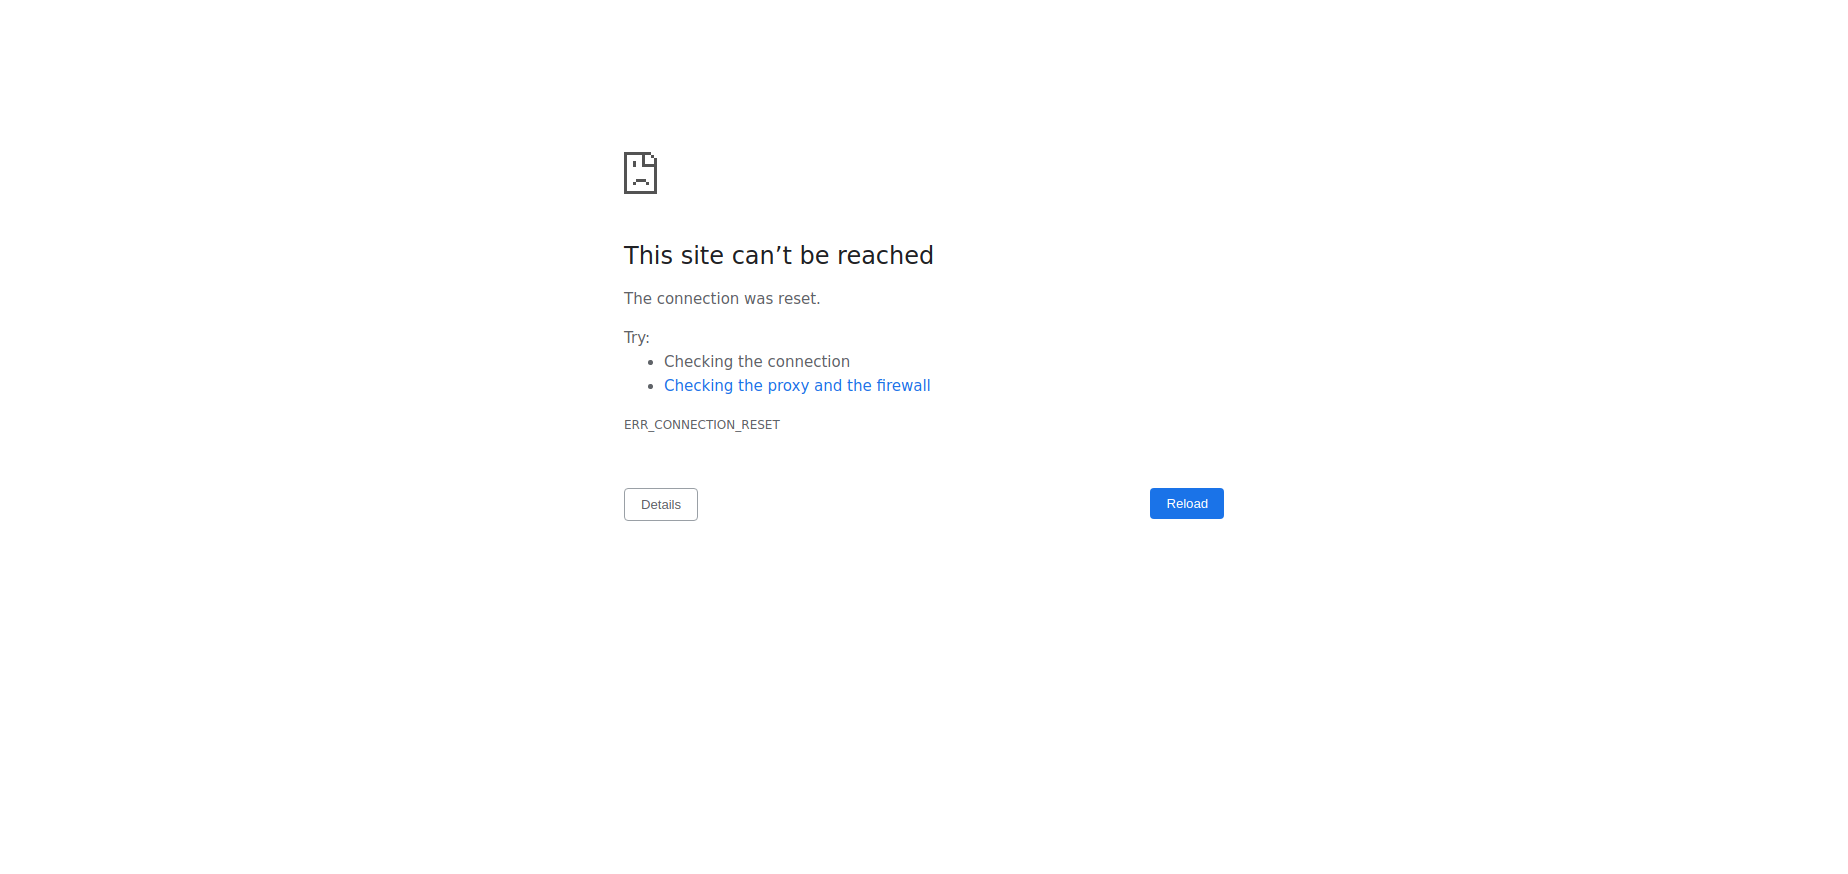 This site can’t be reached
The connection was reset.
Try:
Checking the connection
Checking the proxy and the firewall
ERR_CONNECTION_RESET
Details
Reload